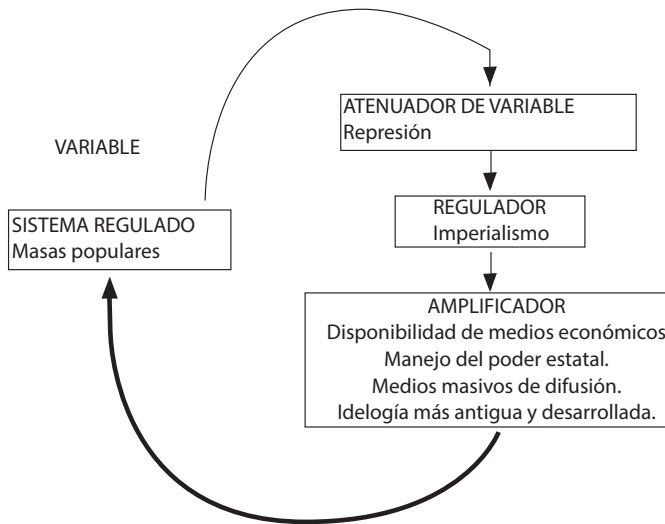 ATENUADOR DE VARIABLE
Represión
VARIABLE
REGULADOR
Imperialismo
SISTEMA REGULADO
Masas populares
AMPLIFICADOR
Disponibilidad de medios económicos
Manejo del poder estatal.
Medios masivos de difusión.
Idelogía más antigua y desarrollada.